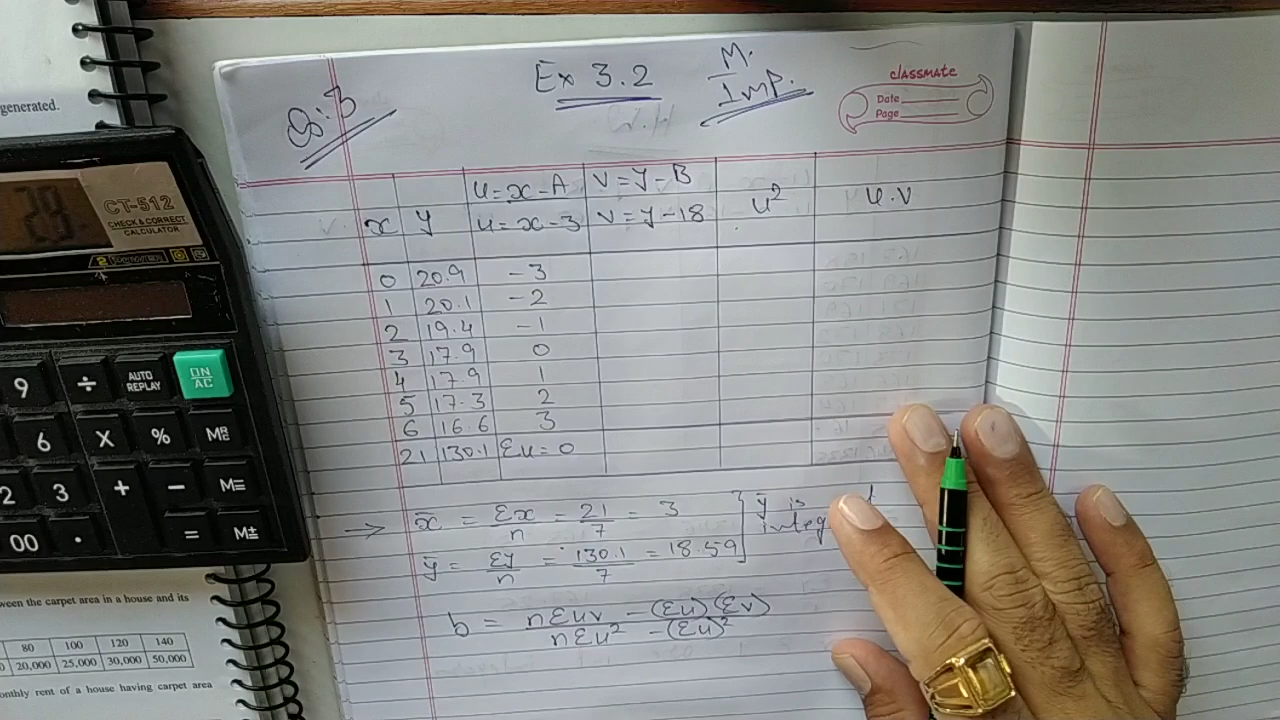 generated.
Ex 3.2
M. Imp.
Q:3
classmate
Date
Page
u=x-A v=y-B
x y u=x-3 v=y-18 u² u.v
0 20.9 -3
1 20.1 -2
2 19.4 -1
3 17.9 0
4 17.9 1
5 17.3 2
6 16.6 3
21 130.1 Σu=0
→ x̄ = Σx/n = 21/7 = 3
ȳ = Σy/n = 130.1/7 = 18.59
ȳ is
b = nΣuv - (Σu)(Σv) / nΣu² - (Σu)²
CT-512
CHECK & CORRECT
CALCULATOR
9 ÷ AUTO REPLAY ON/AC
6 X % MR
2 3 + − M=
00 . = M±
ween the carpet area in a house and its
80 100 120 140
20,000 25,000 30,000 50,000
onthly rent of a house having carpet area